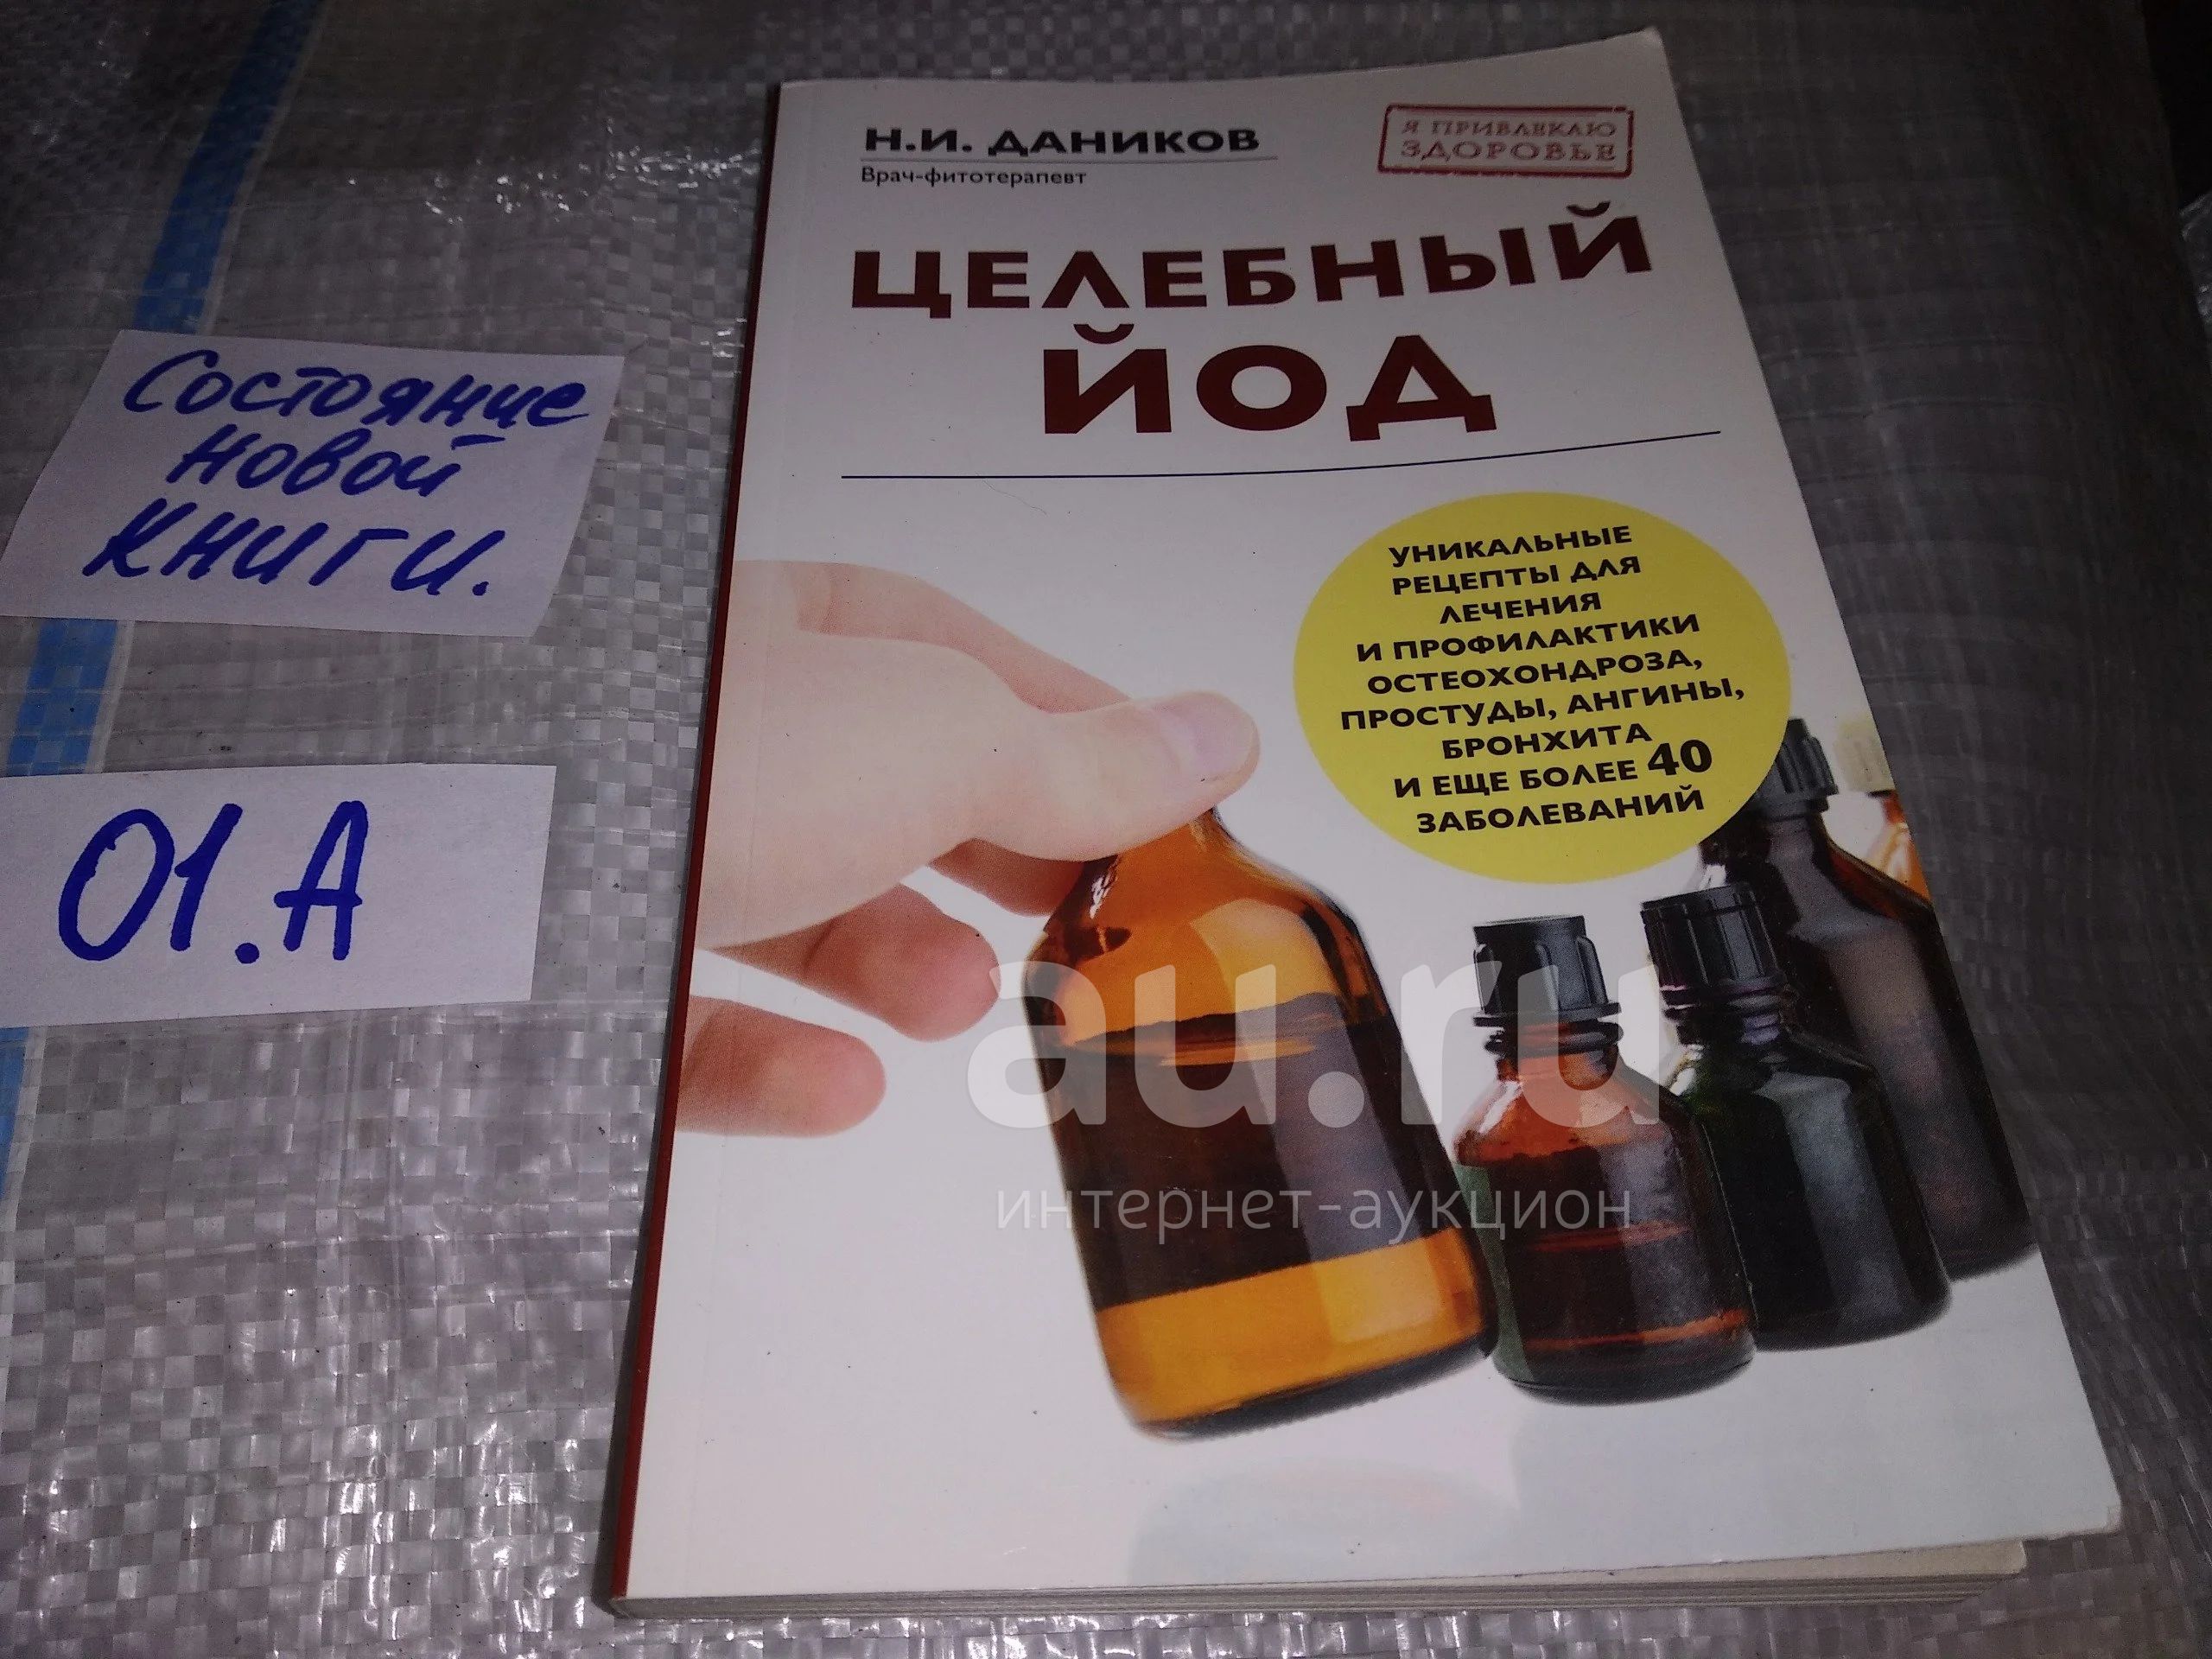 Состояние
новой
книги.
01.А
Н.И. ДАНИКОВ
Врач-фитотерапевт
Я ПРИВЛЕКАЮ
ЗДОРОВЬЕ
ЦЕЛЕБНЫЙ
ЙОД
УНИКАЛЬНЫЕ
РЕЦЕПТЫ ДЛЯ
ЛЕЧЕНИЯ
И ПРОФИЛАКТИКИ
ОСТЕОХОНДРОЗА,
ПРОСТУДЫ, АНГИНЫ,
БРОНХИТА
И ЕЩЕ БОЛЕЕ 40
ЗАБОЛЕВАНИЙ
au.ru
интернет-аукцион